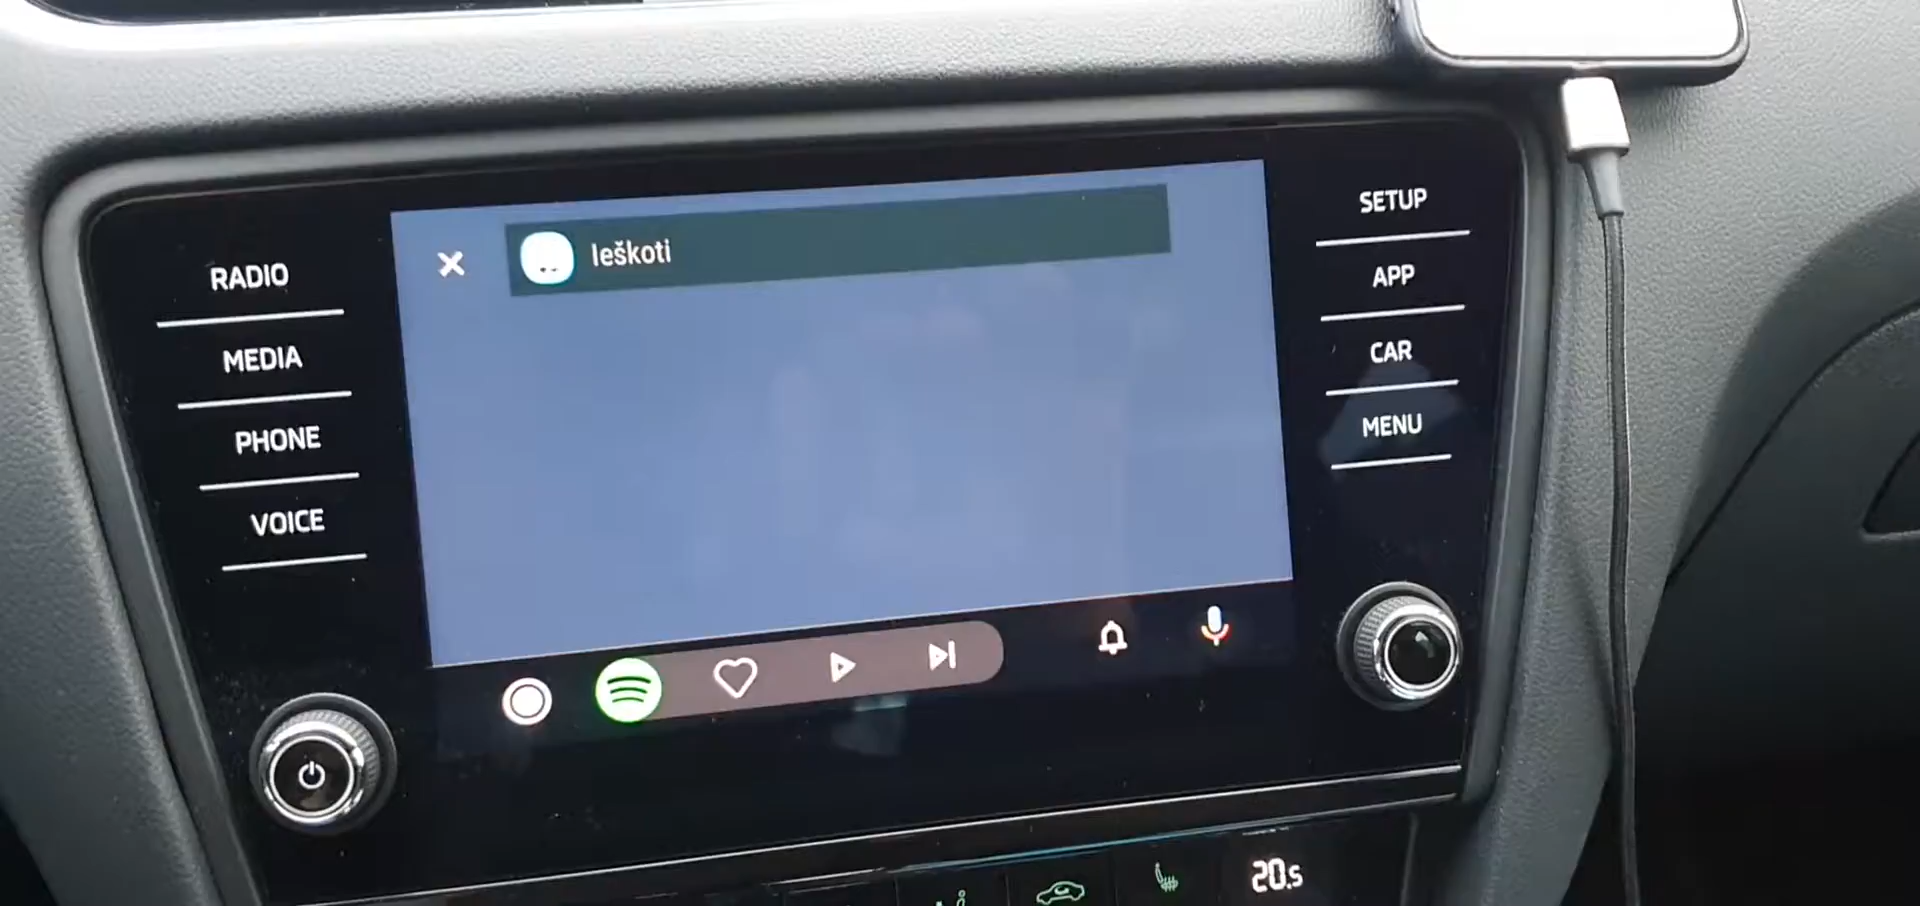 Ieškoti
RADIO
MEDIA
PHONE
VOICE
SETUP
APP
CAR
MENU
20.5